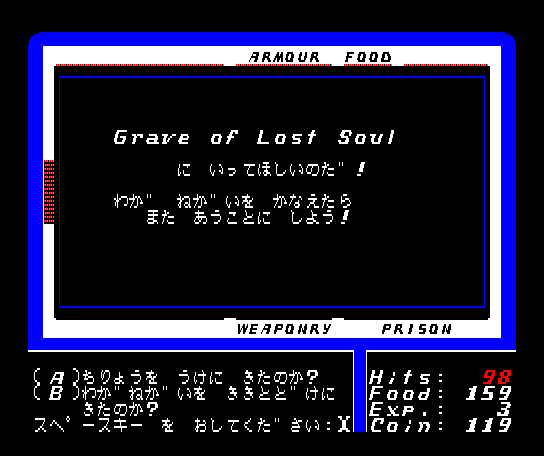 ARMOUR FOOD
Grave of Lost Soul
に いってほしいのだ!
わが ねがいを かなえたら
また あうことに しよう!
WEAPONRY PRISON
(A)ちりょうを うけに きたのか?
(B)わがねがいを ききとどけに
きたのか?
スペースキーを おしてください:
Hits: 98
Food: 159
Exp.: 3
Coin: 119